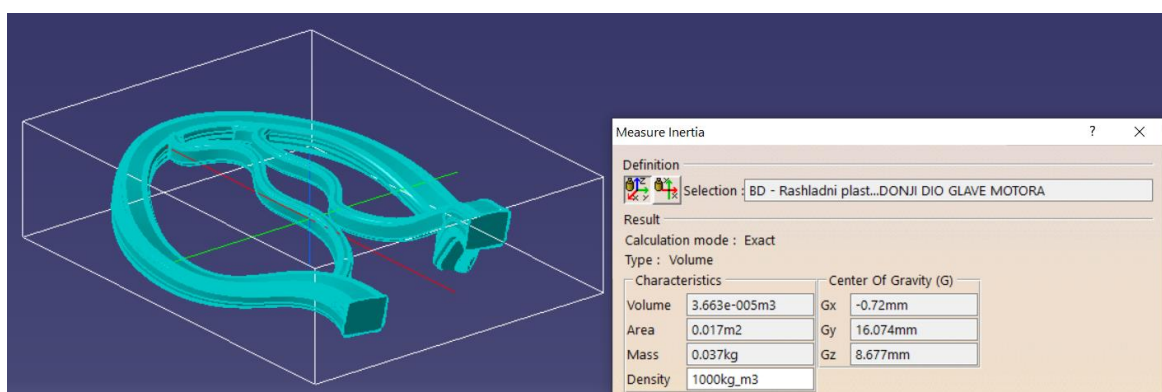 Measure Inertia ? ×
Definition
Selection : BD - Rashladni plast...DONJI DIO GLAVE MOTORA
Result
Calculation mode : Exact
Type : Volume
Characteristics
Volume 3.663e-005m3
Area 0.017m2
Mass 0.037kg
Density 1000kg_m3
Center Of Gravity (G)
Gx -0.72mm
Gy 16.074mm
Gz 8.677mm